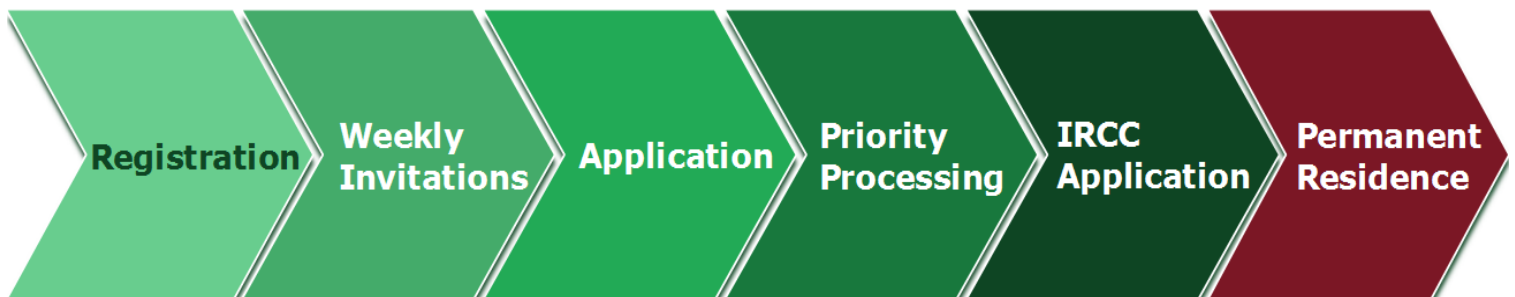 Registration
Weekly
Invitations
Application
Priority
Processing
IRCC
Application
Permanent
Residence